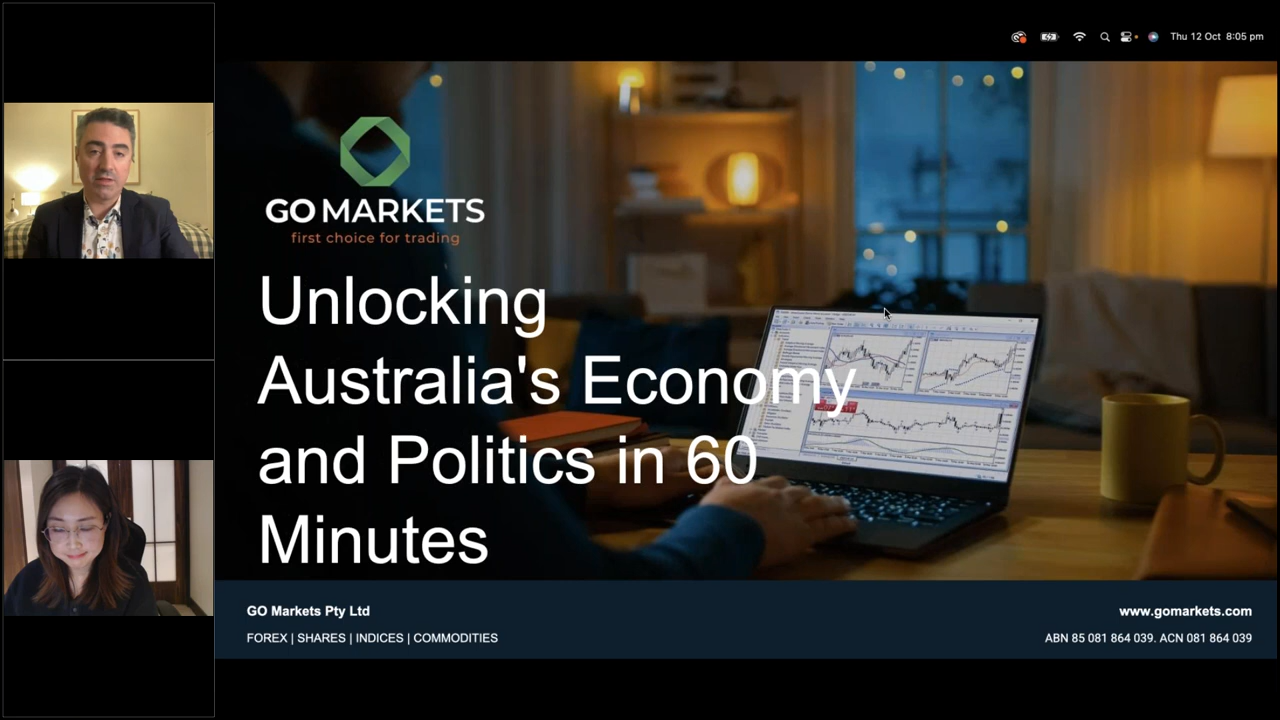 Thu 12 Oct 8:05 pm
GO MARKETS
first choice for trading
Unlocking
Australia's Economy
and Politics in 60
Minutes
GO Markets Pty Ltd
www.gomarkets.com
FOREX | SHARES | INDICES | COMMODITIES
ABN 85 081 864 039. ACN 081 864 039